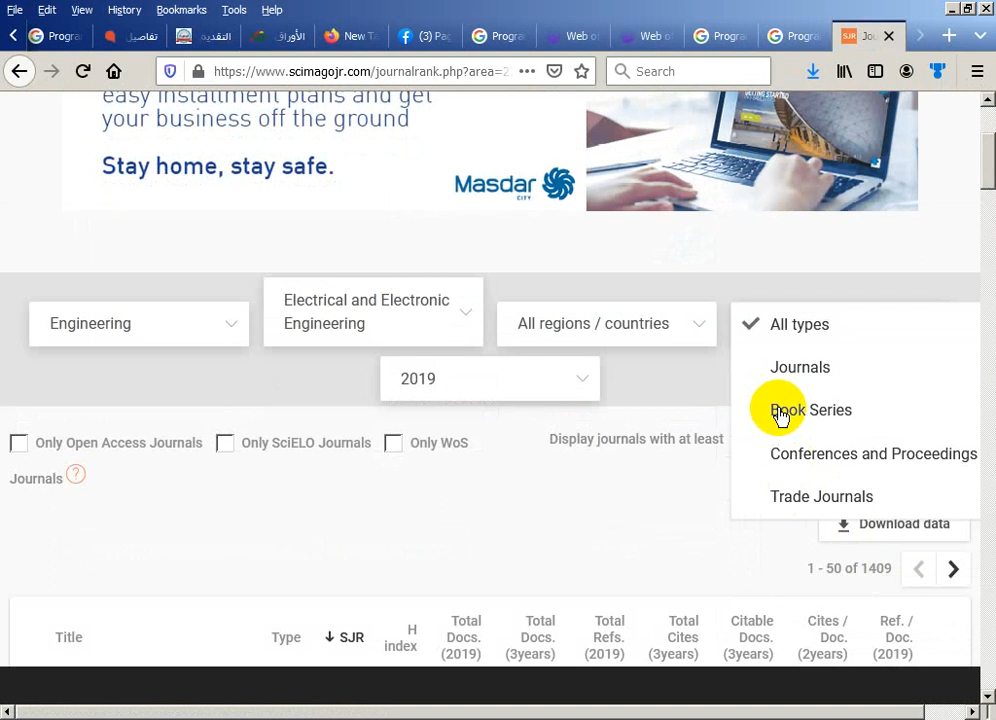 File Edit View History Bookmarks Tools Help
Progra
تفاصيل
التقديم
الأوراق
New T
(3) Pa
Progra
Web of
Web of
Progra
Progra
SJR Jou
https://www.scimagojr.com/journalrank.php?area=2
Search
easy installment plans and get
your business off the ground
Stay home, stay safe.
Masdar
CITY
Engineering
Electrical and Electronic
Engineering
All regions / countries
All types
Journals
Book Series
Conferences and Proceedings
Trade Journals
2019
Only Open Access Journals
Only SciELO Journals
Only WoS
Journals ?
Display journals with at least
Download data
1 - 50 of 1409
Title
Type
SJR
H
index
Total
Docs.
(2019)
Total
Docs.
(3years)
Total
Refs.
(2019)
Total
Cites
(3years)
Citable
Docs.
(3years)
Cites /
Doc.
(2years)
Ref. /
Doc.
(2019)